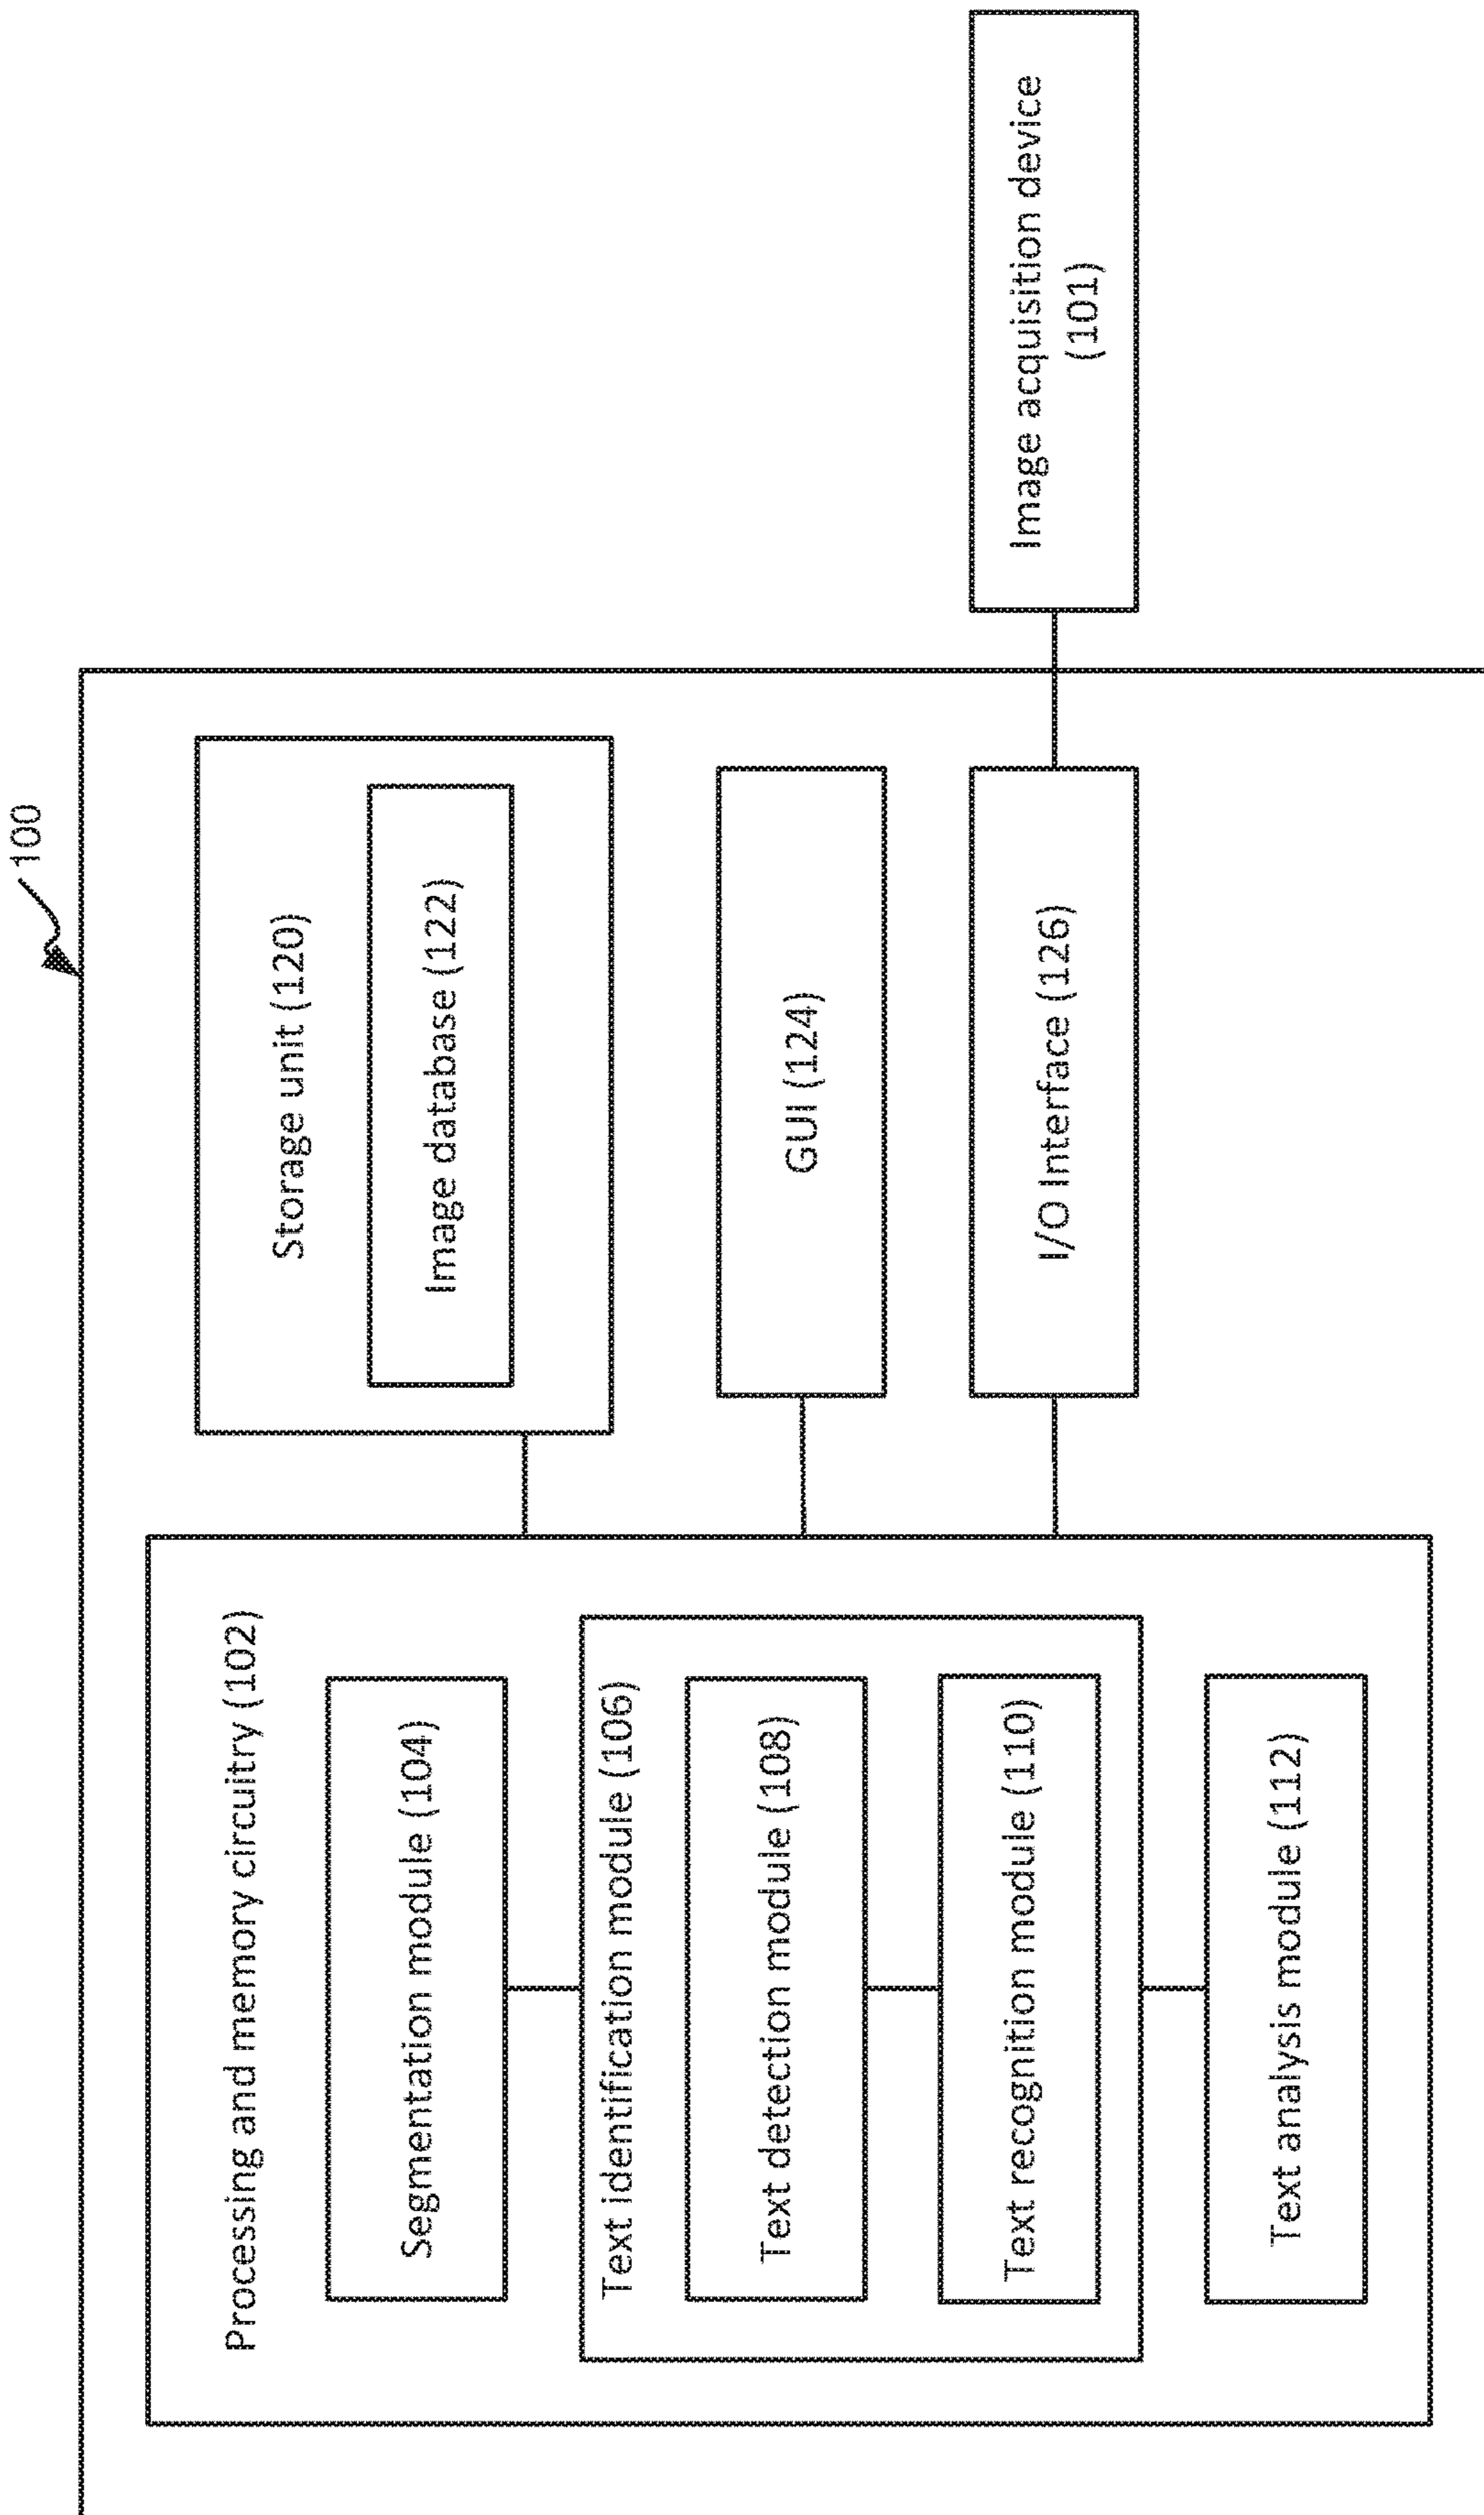 100
Processing and memory circuitry (102)
Segmentation module (104)
Text identification module (106)
Text detection module (108)
Text recognition module (110)
Text analysis module (112)
Storage unit (120)
Image database (122)
GUI (124)
I/O Interface (126)
Image acquisition device
(101)